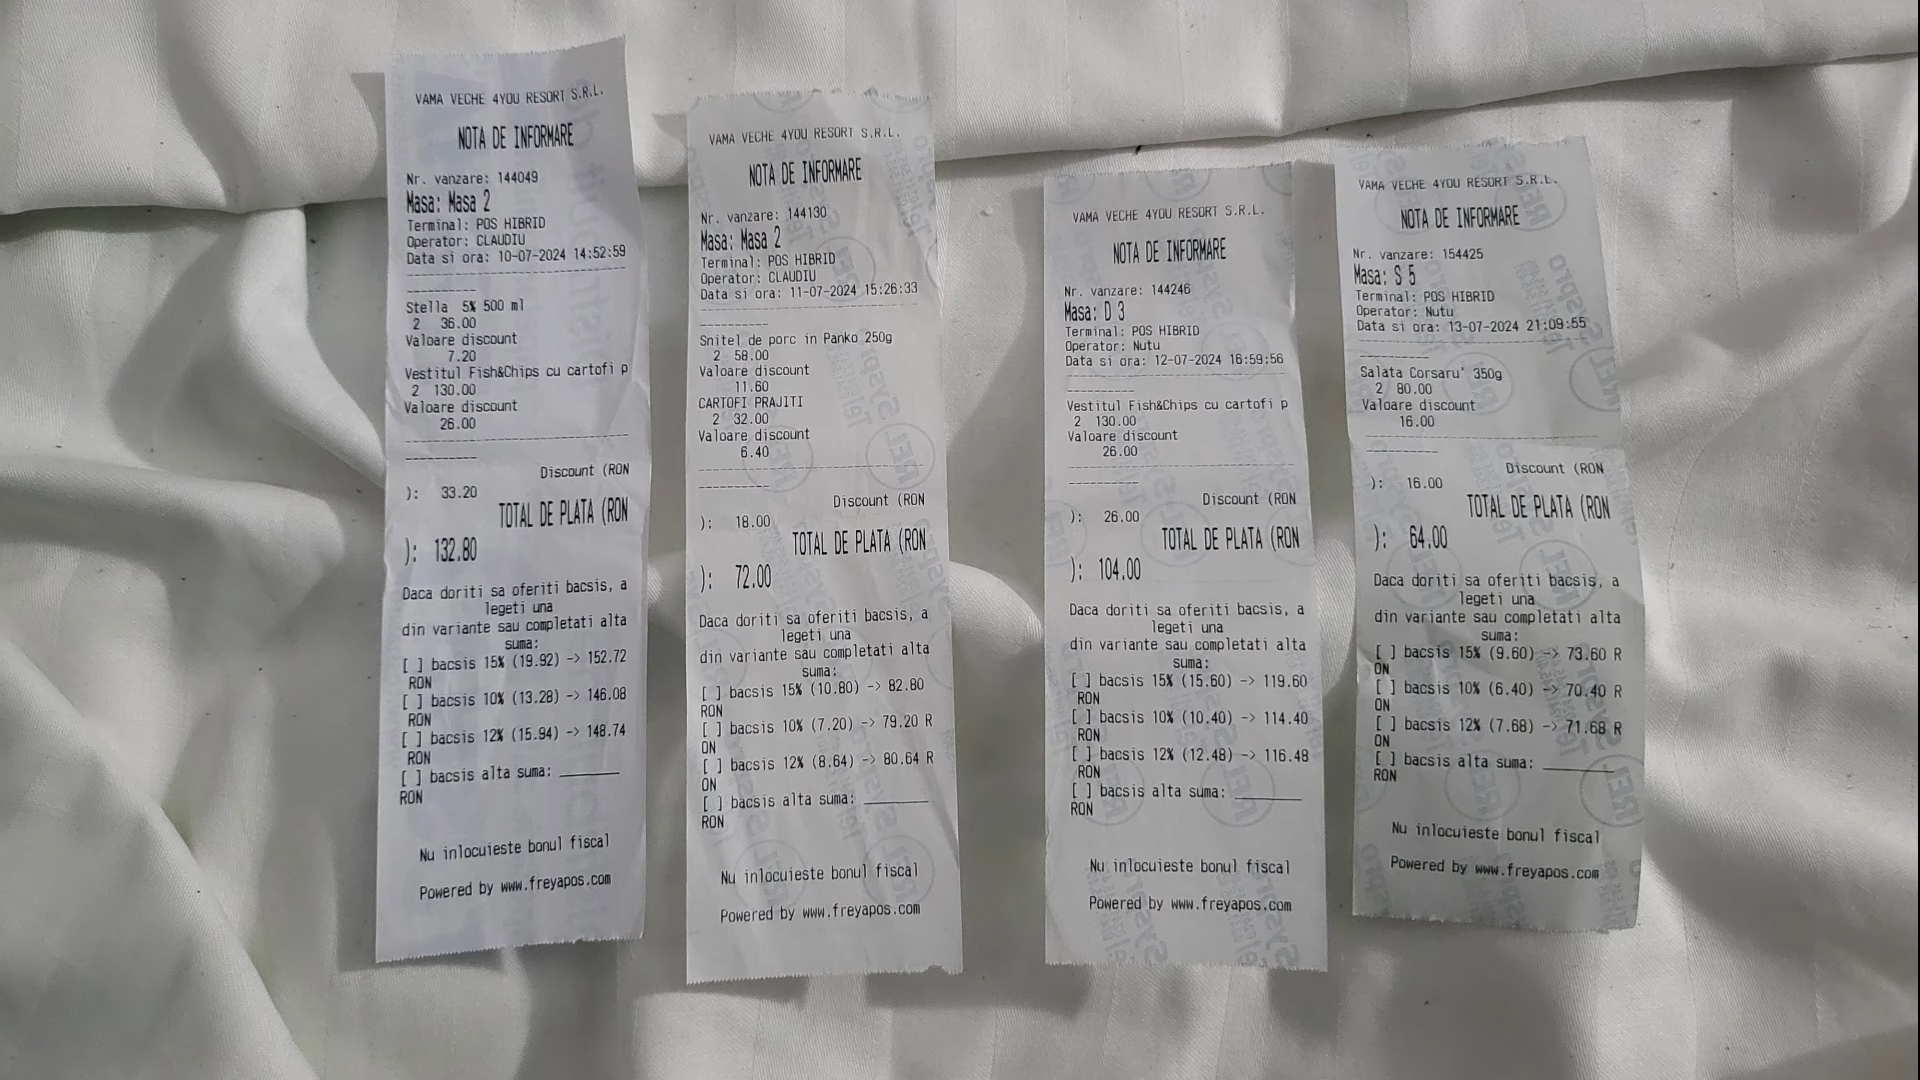 VAMA VECHE 4YOU RESORT S.R.L.
NOTA DE INFORMARE
Nr. vanzare: 144049
Masa: Masa 2
Terminal: POS HIBRID
Operator: CLAUDIU
Data si ora: 10-07-2024 14:52:59
Stella 5% 500 ml
2 36.00
Valoare discount
7.20
Vestitul Fish&Chips cu cartofi p
2 130.00
Valoare discount
26.00
Discount (RON
): 33.20
TOTAL DE PLATA (RON
): 132.80
Daca doriti sa oferiti bacsis, a
legeti una
din variante sau completati alta
suma:
[ ] bacsis 15% (19.92) -> 152.72
RON
[ ] bacsis 10% (13.28) -> 146.08
RON
[ ] bacsis 12% (15.94) -> 148.74
RON
[ ] bacsis alta suma: _______
RON
Nu inlocuieste bonul fiscal
Powered by www.freyapos.com
VAMA VECHE 4YOU RESORT S.R.L.
NOTA DE INFORMARE
Nr. vanzare: 144130
Masa: Masa 2
Terminal: POS HIBRID
Operator: CLAUDIU
Data si ora: 11-07-2024 15:26:33
Snitel de porc in Panko 250g
2 58.00
Valoare discount
11.60
CARTOFI PRAJITI
2 32.00
Valoare discount
6.40
Discount (RON
): 18.00
TOTAL DE PLATA (RON
): 72.00
Daca doriti sa oferiti bacsis, a
legeti una
din variante sau completati alta
suma:
[ ] bacsis 15% (10.80) -> 82.80
RON
[ ] bacsis 10% (7.20) -> 79.20 R
ON
[ ] bacsis 12% (8.64) -> 80.64 R
ON
[ ] bacsis alta suma: _______
RON
Nu inlocuieste bonul fiscal
Powered by www.freyapos.com
VAMA VECHE 4YOU RESORT S.R.L.
NOTA DE INFORMARE
Nr. vanzare: 144246
Masa: D 3
Terminal: POS HIBRID
Operator: Nutu
Data si ora: 12-07-2024 16:59:56
Vestitul Fish&Chips cu cartofi p
2 130.00
Valoare discount
26.00
Discount (RON
): 26.00
TOTAL DE PLATA (RON
): 104.00
Daca doriti sa oferiti bacsis, a
legeti una
din variante sau completati alta
suma:
[ ] bacsis 15% (15.60) -> 119.60
RON
[ ] bacsis 10% (10.40) -> 114.40
RON
[ ] bacsis 12% (12.48) -> 116.48
RON
[ ] bacsis alta suma: _______
RON
Nu inlocuieste bonul fiscal
Powered by www.freyapos.com
VAMA VECHE 4YOU RESORT S.R.L.
NOTA DE INFORMARE
Nr. vanzare: 154425
Masa: S 5
Terminal: POS HIBRID
Operator: Nutu
Data si ora: 13-07-2024 21:09:55
Salata Corsaru' 350g
2 80.00
Valoare discount
16.00
Discount (RON
): 16.00
TOTAL DE PLATA (RON
): 64.00
Daca doriti sa oferiti bacsis, a
legeti una
din variante sau completati alta
suma:
[ ] bacsis 15% (9.60) -> 73.60 R
ON
[ ] bacsis 10% (6.40) -> 70.40 R
ON
[ ] bacsis 12% (7.68) -> 71.68 R
ON
[ ] bacsis alta suma: _______
RON
Nu inlocuieste bonul fiscal
Powered by www.freyapos.com